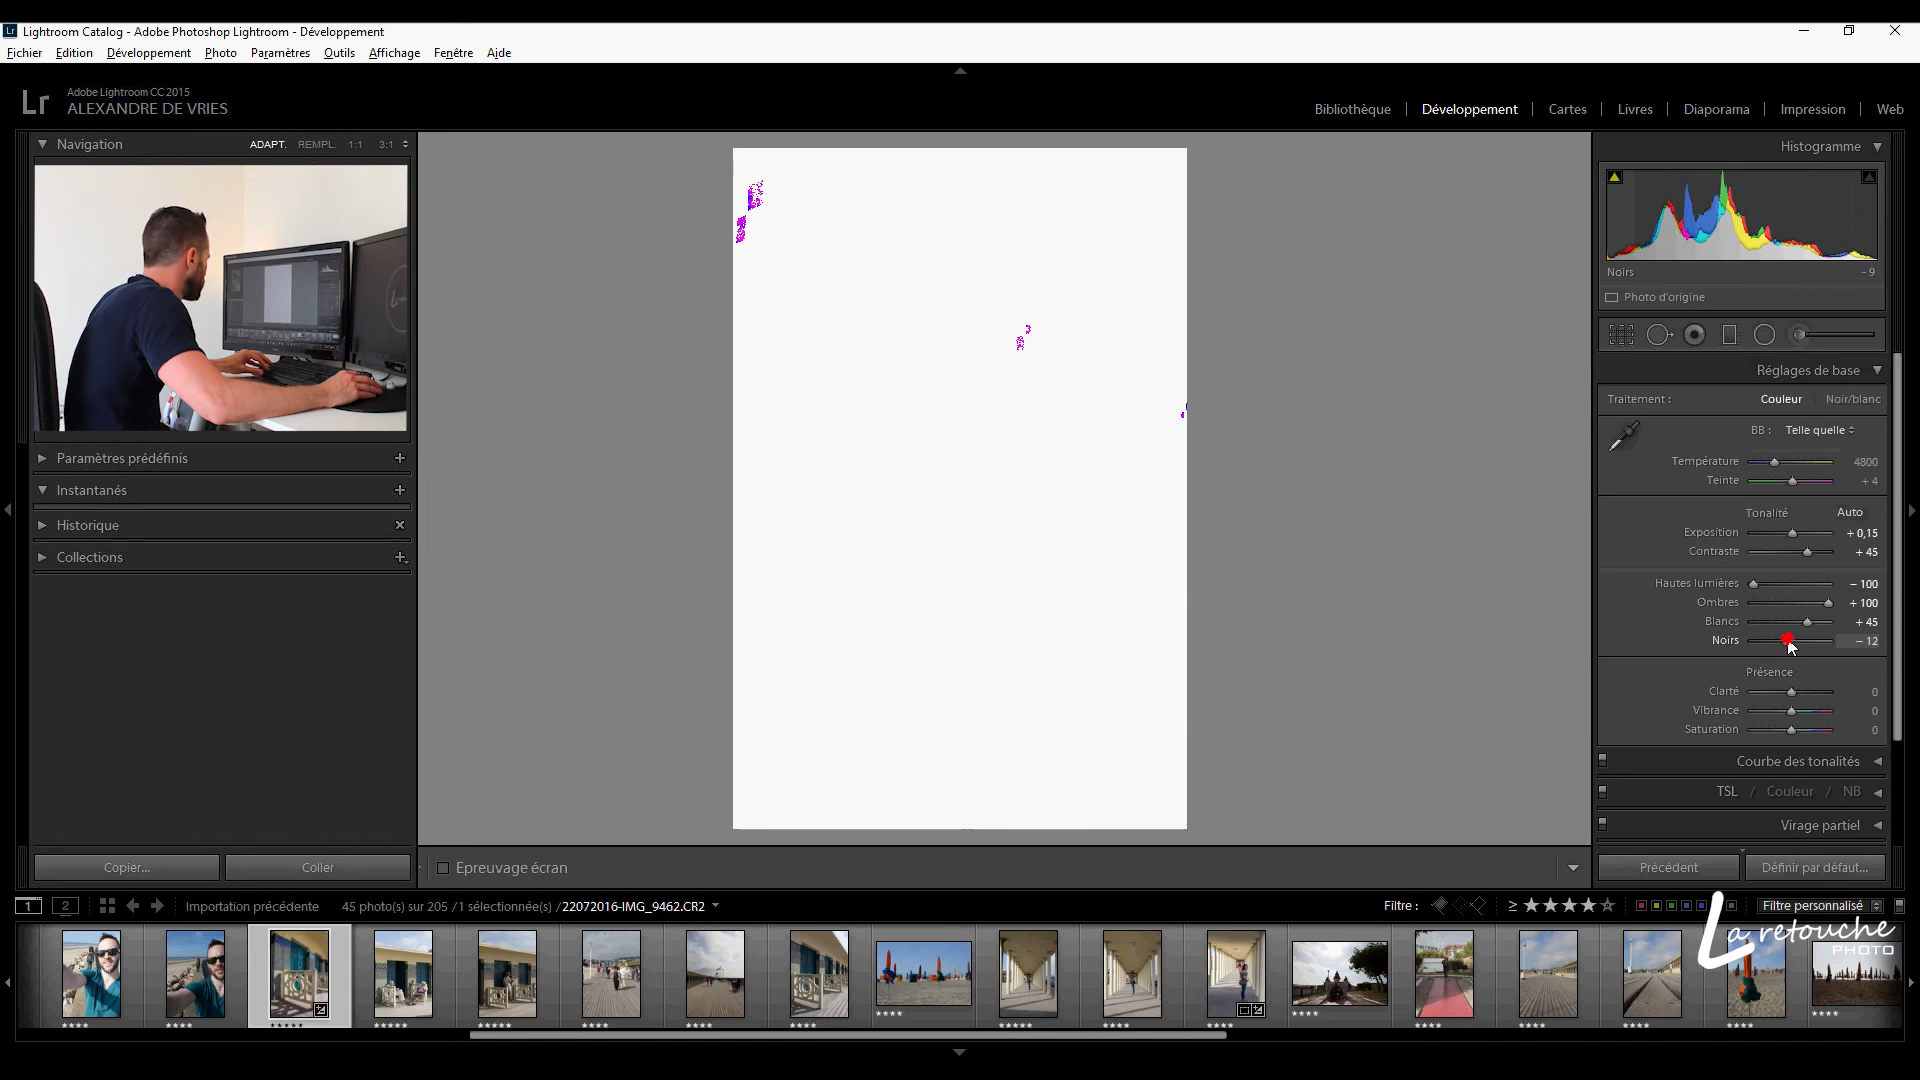 Lr Lightroom Catalog - Adobe Photoshop Lightroom - Développement
Fichier Edition Développement Photo Paramètres Outils Affichage Fenêtre Aide
Lr Adobe Lightroom CC 2015
ALEXANDRE DE VRIES
Bibliothèque | Développement | Cartes | Livres | Diaporama | Impression | Web
Navigation ADAPT. REMPL. 1:1 3:1
Paramètres prédéfinis +
Instantanés +
Historique ×
Collections +
Copier... Coller
Epreuvage écran
Histogramme
Noirs - 9
Photo d'origine
Réglages de base
Traitement : Couleur | Noir/blanc
BB : Telle quelle
Température 4800
Teinte + 4
Tonalité Auto
Exposition + 0,15
Contraste + 45
Hautes lumières - 100
Ombres + 100
Blancs + 45
Noirs - 12
Présence
Clarté 0
Vibrance 0
Saturation 0
Courbe des tonalités
TSL / Couleur / NB
Virage partiel
Précédent Définir par défaut...
1 2 Importation précédente 45 photo(s) sur 205 /1 sélectionnée(s) /22072016-IMG_9462.CR2
Filtre : ≥ ★★★★☆ Filtre personnalisé
La retouche
PHOTO